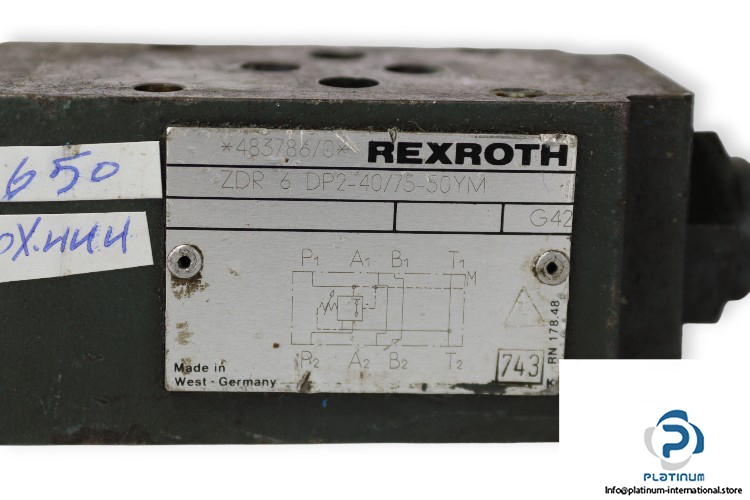 *483786/0* REXROTH
ZDR 6 DP2-40/75-50YM
G42
P1 A1 B1 T1
M
P2 A2 B2 T2
Made in
West - Germany
743
RN 178.48
K
650
PLATINUM
Info@platinum-international.store